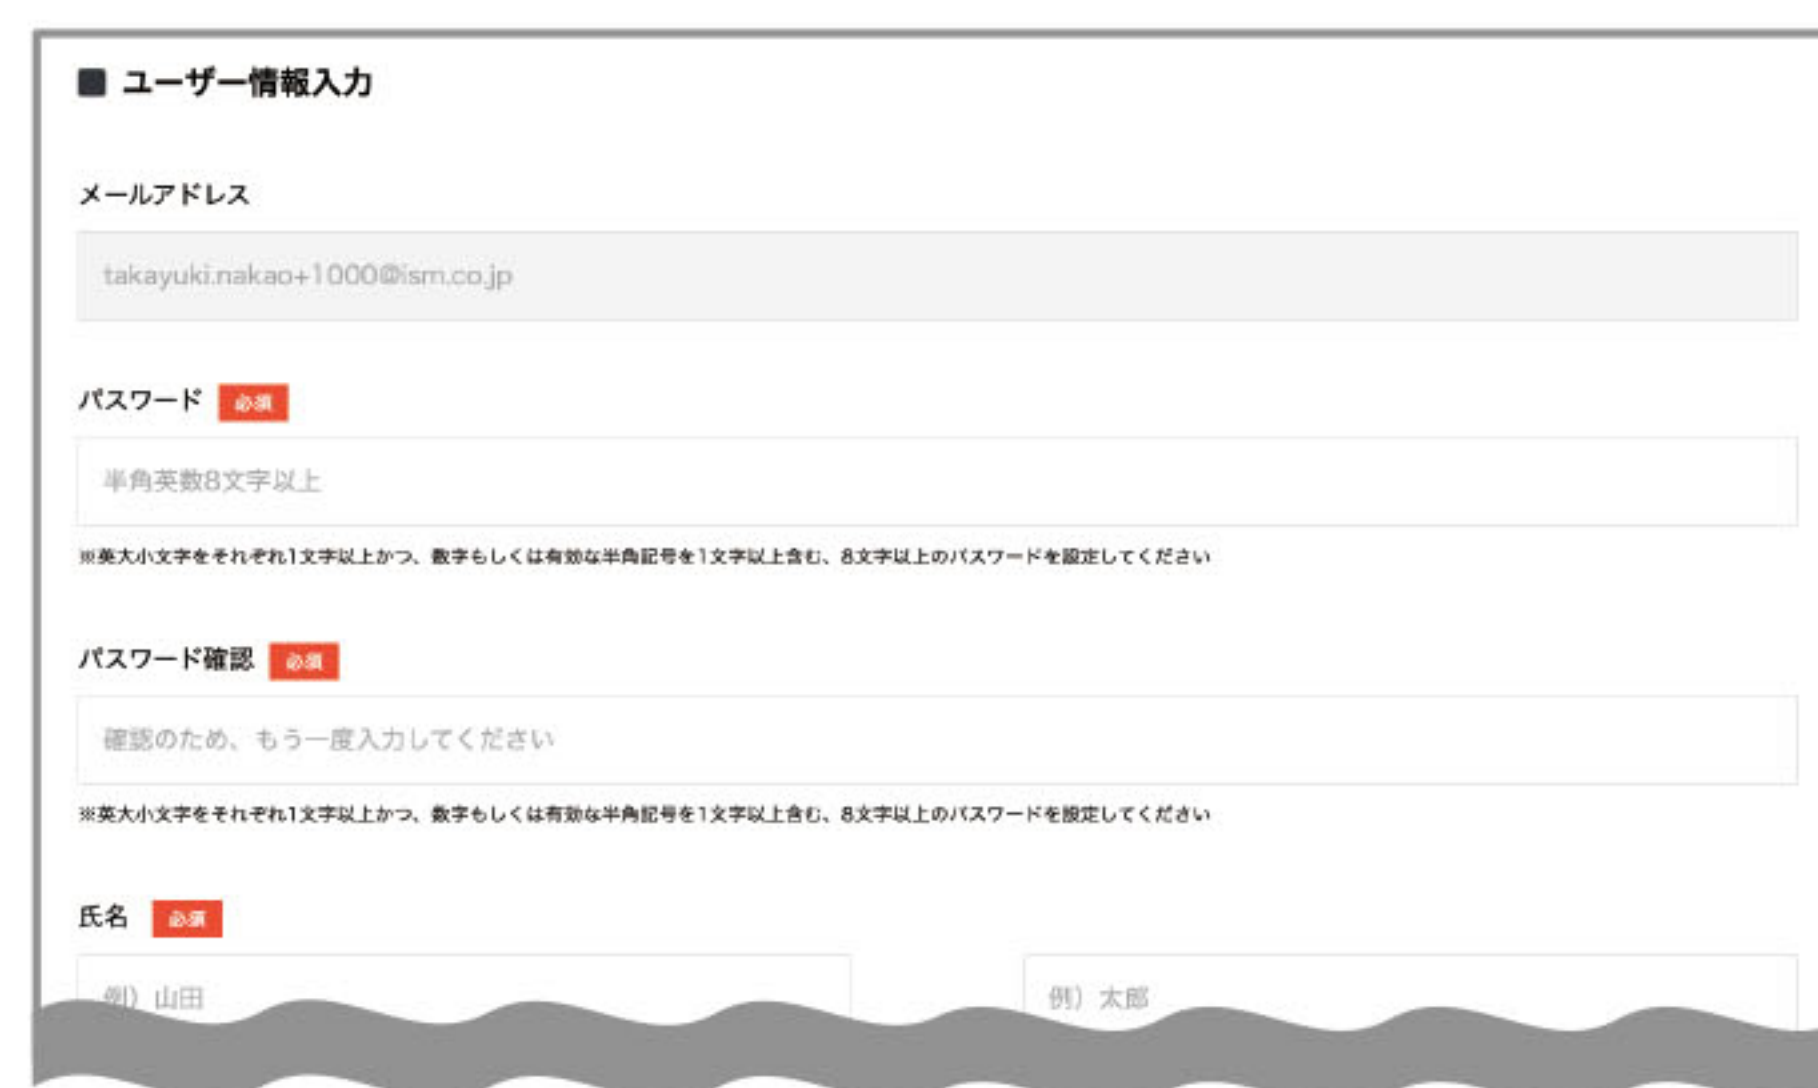 ユーザー情報入力
メールアドレス
takayuki.nakao+1000@ism.co.jp
パスワード 必須
半角英数8文字以上
※英大小文字をそれぞれ1文字以上かつ、数字もしくは有効な半角記号を1文字以上含む、8文字以上のパスワードを設定してください
パスワード確認 必須
確認のため、もう一度入力してください
※英大小文字をそれぞれ1文字以上かつ、数字もしくは有効な半角記号を1文字以上含む、8文字以上のパスワードを設定してください
氏名 必須
例）山田 例）太郎